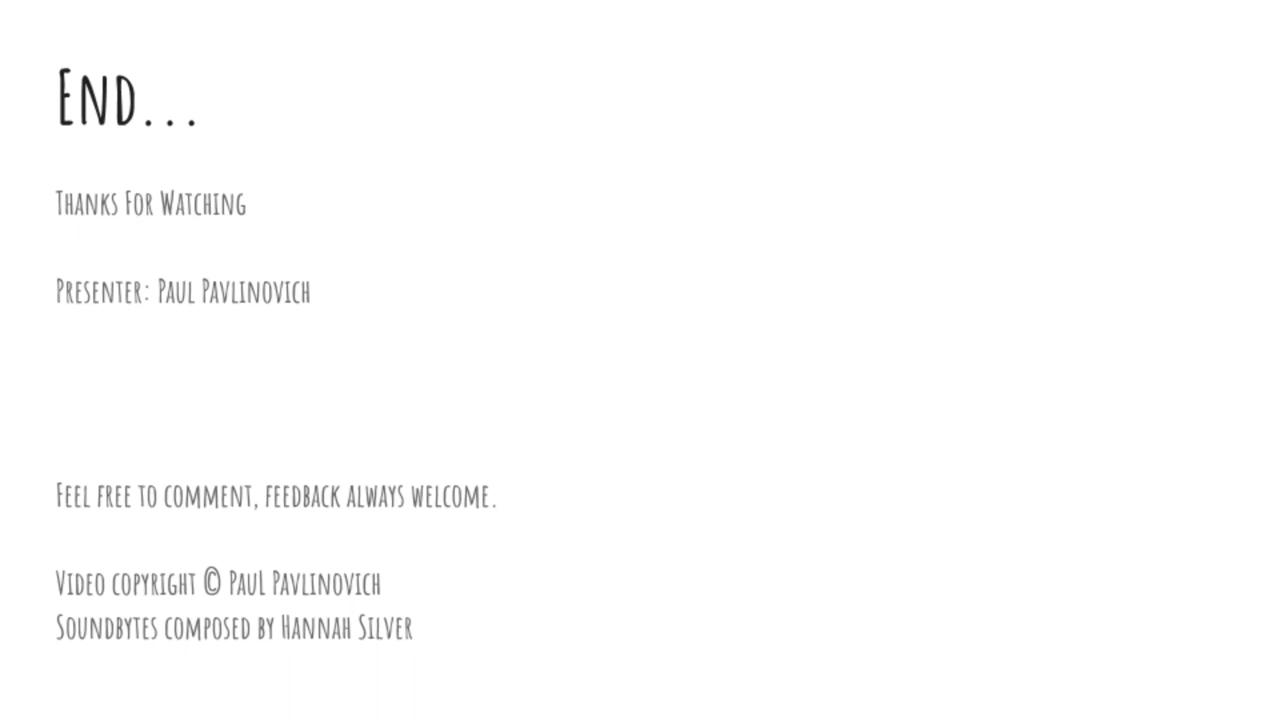 End...
Thanks For Watching
Presenter: Paul Pavlinovich
Feel free to comment, feedback always welcome.
Video copyright © Paul Pavlinovich
Soundbytes composed by Hannah Silver